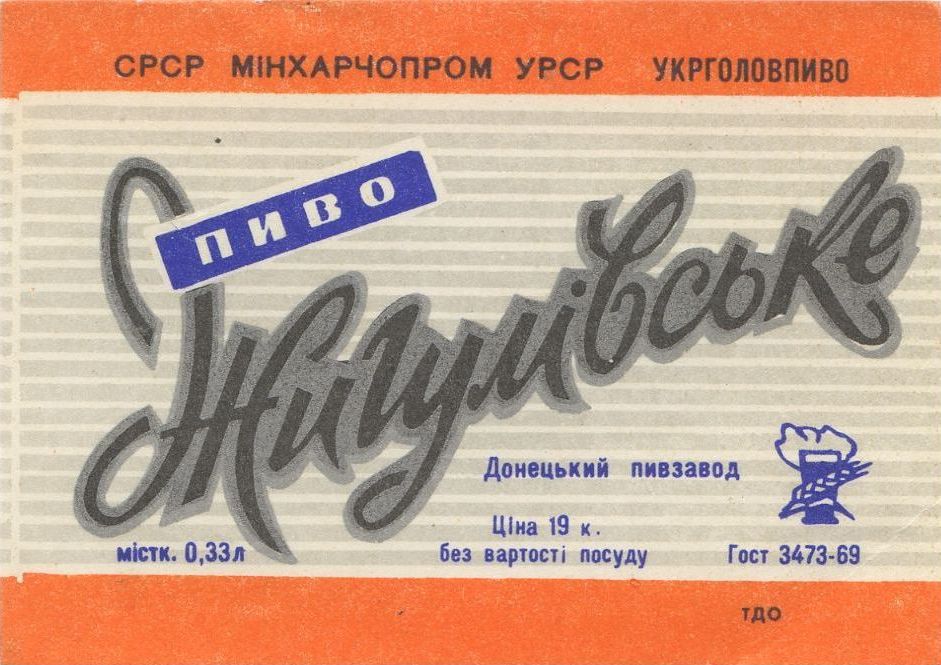 СРСР МІНХАРЧОПРОМ УРСР УКРГОЛОВПИВО
ПИВО
Жигулівське
Донецький пивзавод
Ціна 19 к.
містк. 0,33л без вартості посуду Гост 3473-69
ТДО